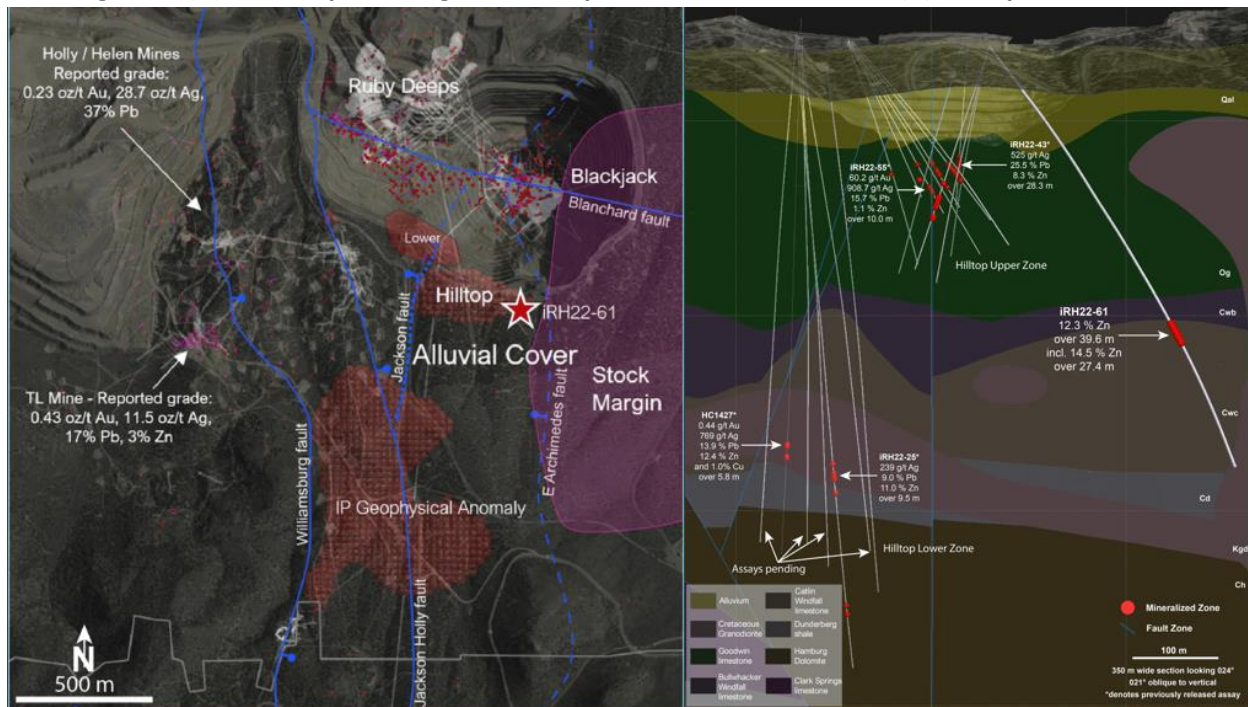 Holly / Helen Mines
Reported grade:
0.23 oz/t Au, 28.7 oz/t Ag,
37% Pb
Ruby Deeps
Blackjack
Blanchard fault
Lower
Hilltop
iRH22-61
Jackson fault
Alluvial Cover
E Archimedes fault
Stock
Margin
TL Mine - Reported grade:
0.43 oz/t Au, 11.5 oz/t Ag,
17% Pb, 3% Zn
Williamsburg fault
IP Geophysical Anomaly
Jackson Holly fault
N
500 m
Qal
iRH22-43*
525 g/t Ag
25.5 % Pb
8.3 % Zn
over 28.3 m
iRH22-55*
60.2 g/t Au
908.7 g/t Ag
15.7 % Pb
1.1 % Zn
over 10.0 m
Hilltop Upper Zone
Og
Cwb
iRH22-61
12.3 % Zn
over 39.6 m
incl. 14.5 % Zn
over 27.4 m
Cwc
HC1427*
0.44 g/t Au
769 g/t Ag
13.9 % Pb
12.4 % Zn
and 1.0% Cu
over 5.8 m
iRH22-25*
239 g/t Ag
9.0 % Pb
11.0 % Zn
over 9.5 m
Cd
Hilltop Lower Zone
Assays pending
Kgd
Ch
Alluvium
Catlin
Windfall
limestone
Cretaceous
Granodiorite
Dunderberg
shale
Goodwin
limestone
Hamburg
Dolomite
Bullwhacker
Windfall
limestone
Clark Springs
limestone
Mineralized Zone
Fault Zone
100 m
350 m wide section looking 024°
021° oblique to vertical
*denotes previously released assay